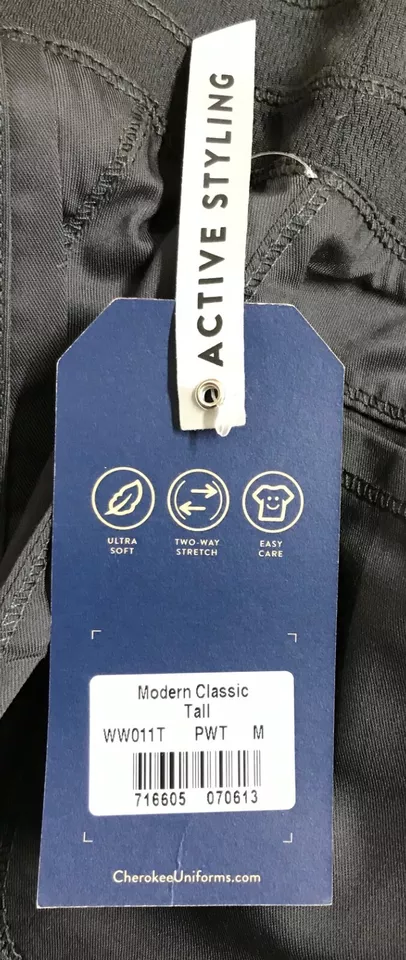 ACTIVE STYLING
ULTRA
SOFT
TWO-WAY
STRETCH
EASY
CARE
Modern Classic
Tall
WW011T PWT M
716605 070613
CherokeeUniforms.com